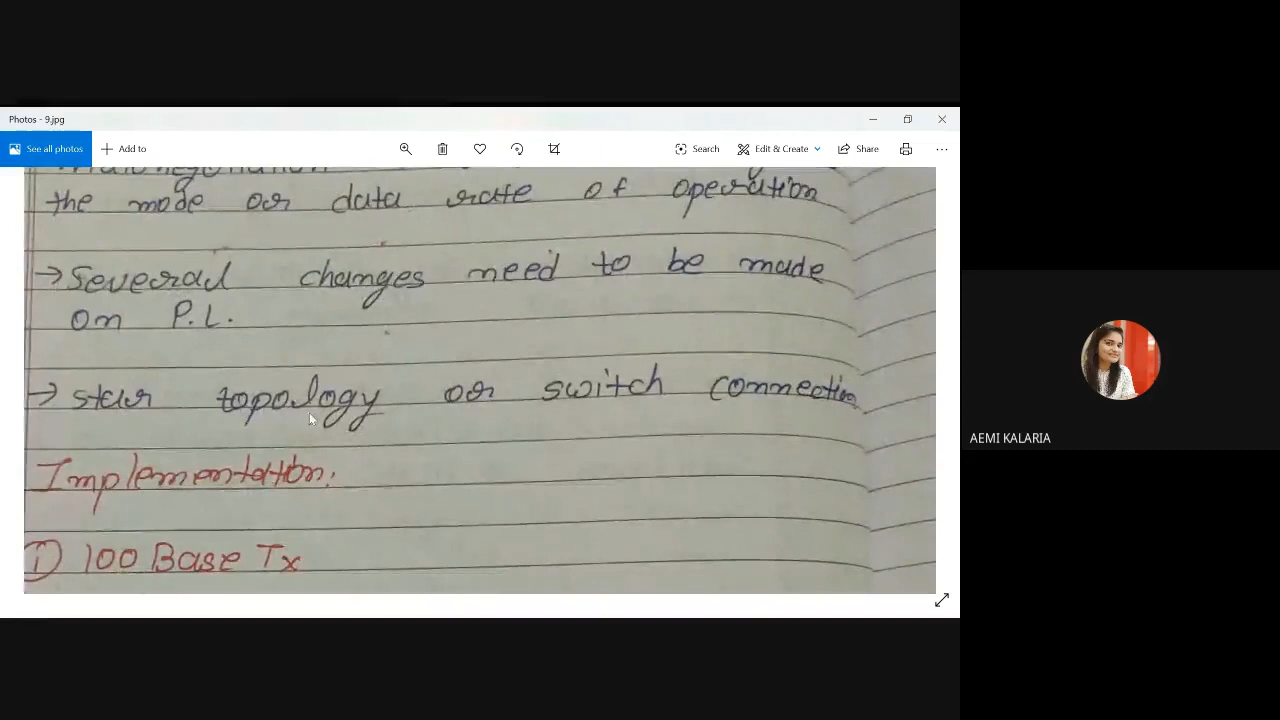 Photos - 9.jpg
See all photos
Add to
Search
Edit & Create
Share
the mode or data rate of operation
→ Several changes need to be made
on P.L.
→ star topology or switch connection
Implementation.
① 100 Base Tx
AEMI KALARIA